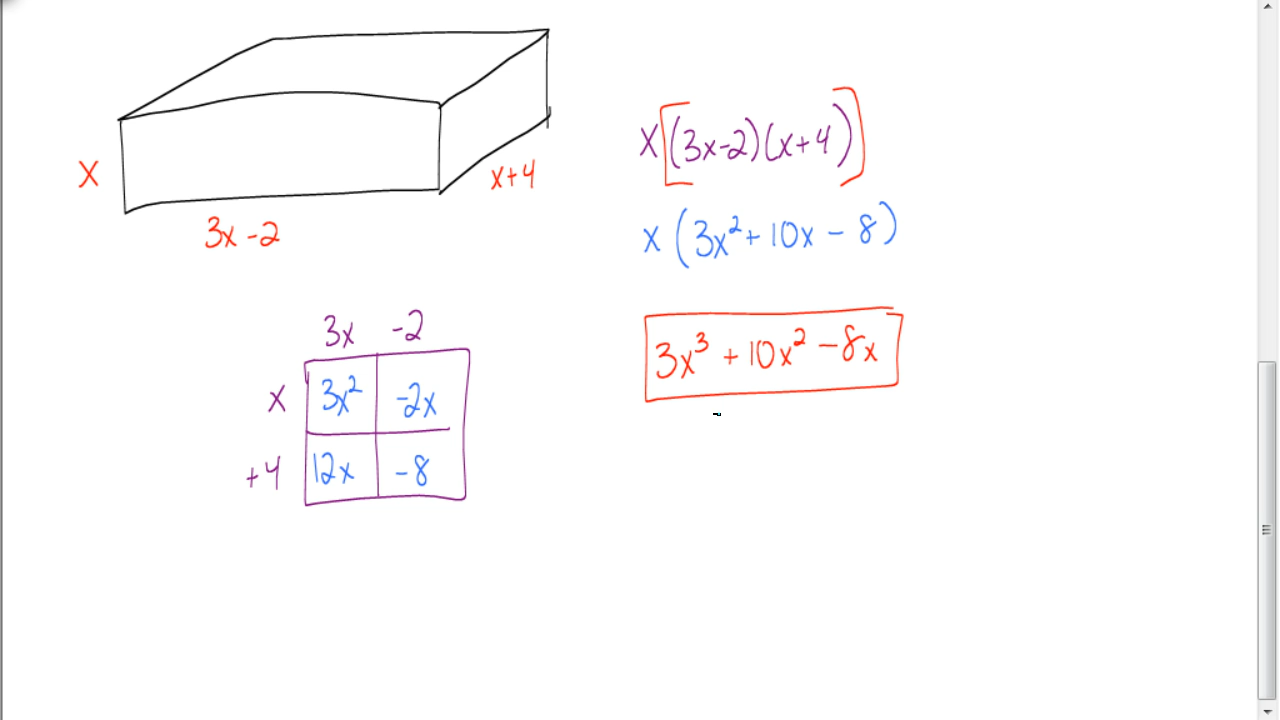 x
x+4
3x-2
x[(3x-2)(x+4)]
x(3x²+10x-8)
3x³+10x²-8x
3x -2
x 3x² -2x
+4 12x -8